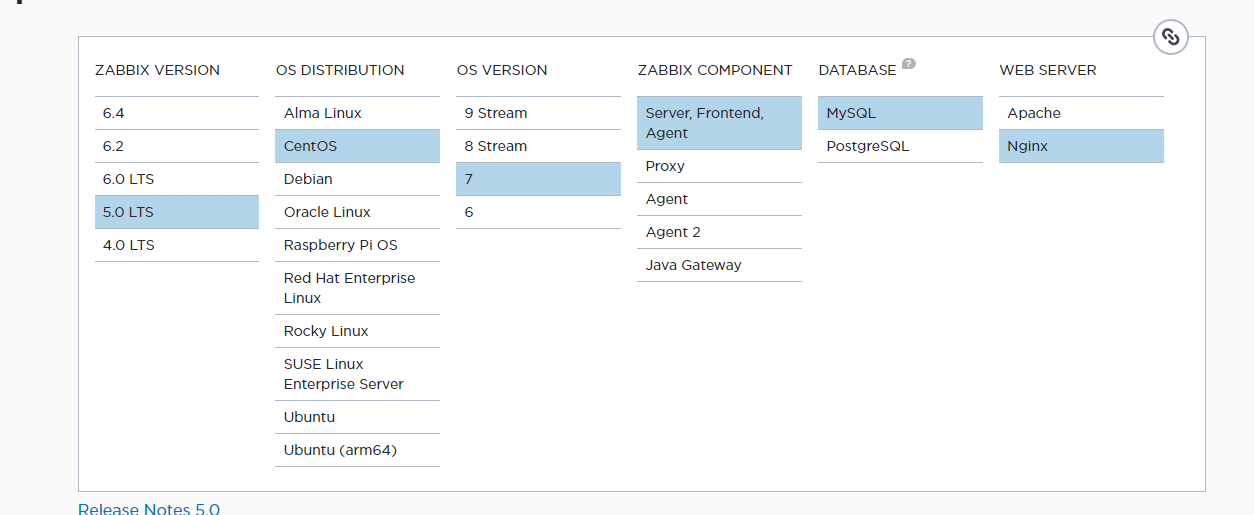 ZABBIX VERSION
6.4
6.2
6.0 LTS
5.0 LTS
4.0 LTS
OS DISTRIBUTION
Alma Linux
CentOS
Debian
Oracle Linux
Raspberry Pi OS
Red Hat Enterprise
Linux
Rocky Linux
SUSE Linux
Enterprise Server
Ubuntu
Ubuntu (arm64)
OS VERSION
9 Stream
8 Stream
7
6
ZABBIX COMPONENT
Server, Frontend,
Agent
Proxy
Agent
Agent 2
Java Gateway
DATABASE ?
MySQL
PostgreSQL
WEB SERVER
Apache
Nginx
Release Notes 5.0